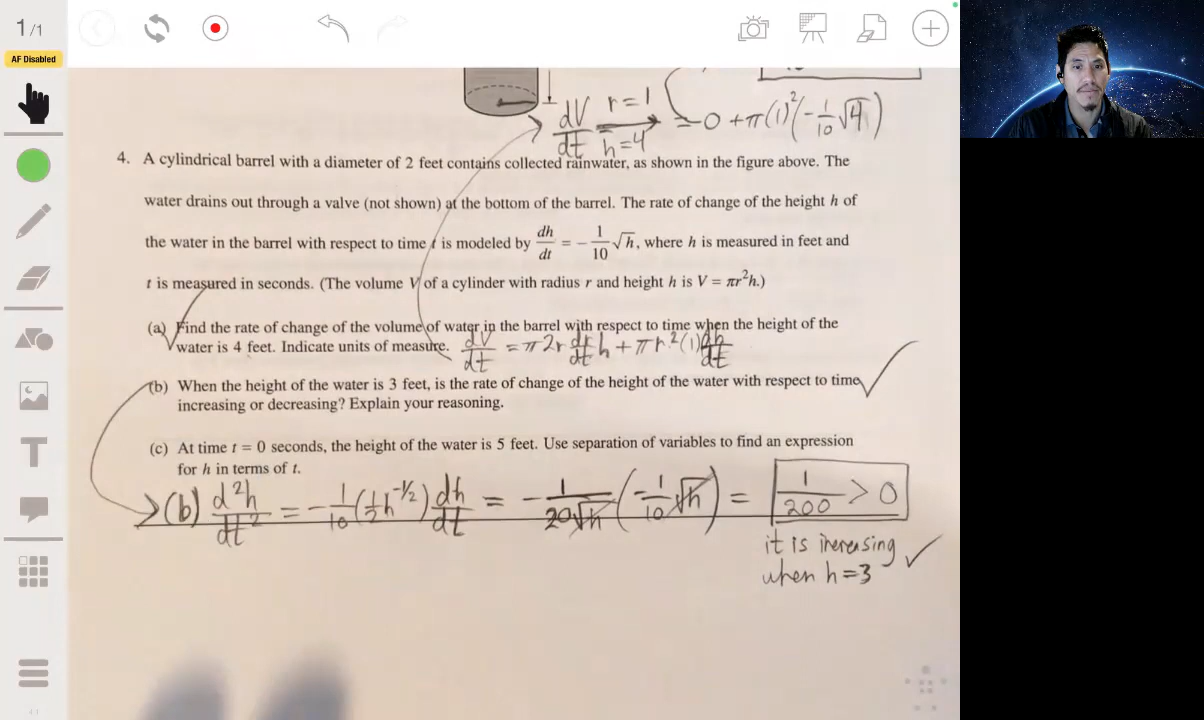 1/1
AF Disabled
dV/dt r=1 h=4 = 0 + π(1)²(-1/10 √4)
4. A cylindrical barrel with a diameter of 2 feet contains collected rainwater, as shown in the figure above. The
water drains out through a valve (not shown) at the bottom of the barrel. The rate of change of the height h of
the water in the barrel with respect to time t is modeled by dh/dt = -1/10 √h, where h is measured in feet and
t is measured in seconds. (The volume V of a cylinder with radius r and height h is V = πr²h.)
(a) Find the rate of change of the volume of water in the barrel with respect to time when the height of the
water is 4 feet. Indicate units of measure. dV/dt = π2r dr/dt h + πr²(1) dh/dt
(b) When the height of the water is 3 feet, is the rate of change of the height of the water with respect to time
increasing or decreasing? Explain your reasoning.
(c) At time t = 0 seconds, the height of the water is 5 feet. Use separation of variables to find an expression
for h in terms of t.
(b) d²h/dt² = -1/10 (1/2 h^-1/2) dh/dt = -1/20√h (-1/10 √h) = 1/200 > 0
it is increasing
when h=3
T